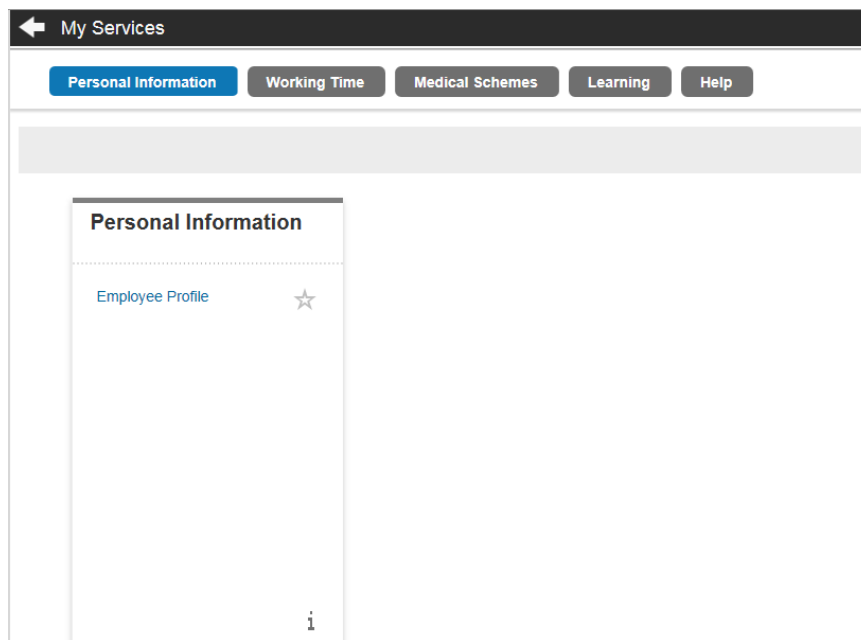 My Services
Personal Information Working Time Medical Schemes Learning Help
Personal Information
Employee Profile
i